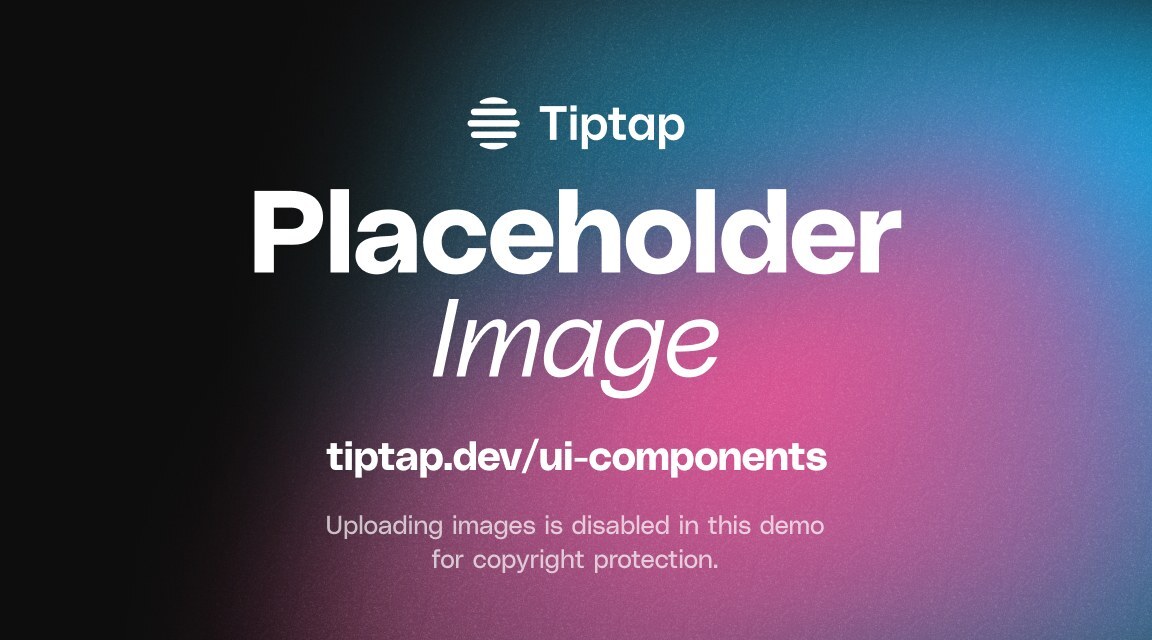 Tiptap
Placeholder
Image
tiptap.dev/ui-components
Uploading images is disabled in this demo
for copyright protection.